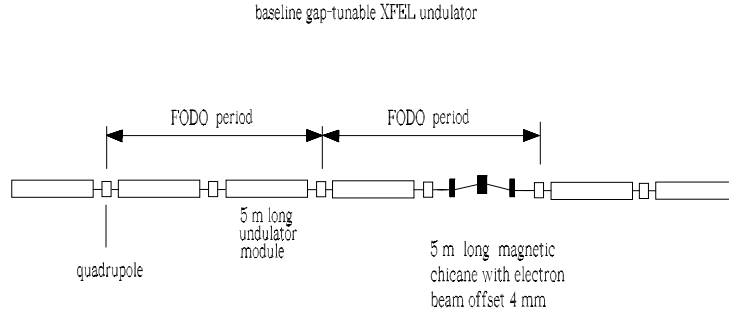 baseline gap-tunable XFEL undulator
FODO period
FODO period
5 m long
undulator
module
quadrupole
5 m long magnetic
chicane with electron
beam offset 4 mm